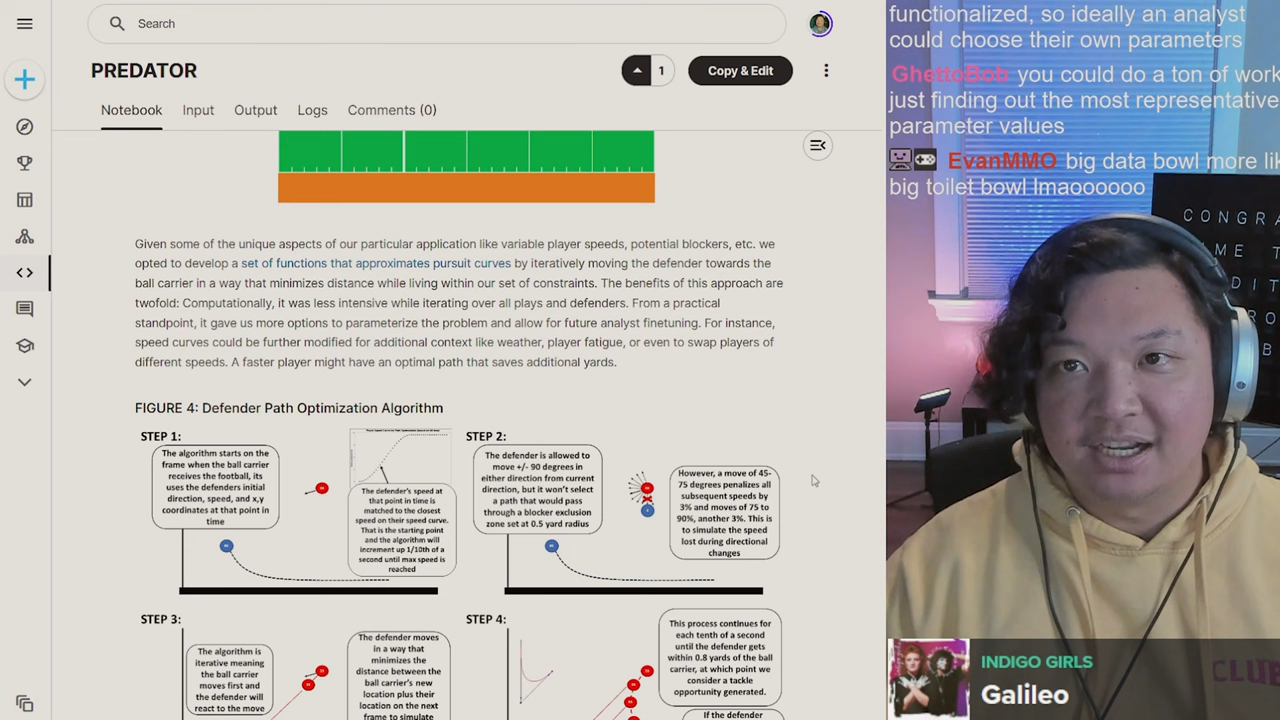 Search
PREDATOR
1
Copy & Edit
Notebook
Input
Output
Logs
Comments (0)
Given some of the unique aspects of our particular application like variable player speeds, potential blockers, etc. we
opted to develop a set of functions that approximates pursuit curves by iteratively moving the defender towards the
ball carrier in a way that minimizes distance while living within our set of constraints. The benefits of this approach are
twofold: Computationally it was less intensive while iterating over all plays and defenders. From a practical
standpoint, it gave us more options to parameterize the problem and allow for future analyst finetuning. For instance,
speed curves could be further modified for additional context like weather, player fatigue, or even to swap players of
different speeds. A faster player might have an optimal path that saves additional yards.
FIGURE 4: Defender Path Optimization Algorithm
STEP 1:
The algorithm starts on
the frame when the ball carrier
receives the football, its
uses the defenders initial
direction, speed, and x,y
coordinates at that point in
time
The defender's speed at
that point in time is
matched to the closest
speed on their speed curve.
That is the starting point
and the algorithm will
increment up 1/10th of a
second until max speed is
reached
STEP 2:
The defender is allowed to
move +/- 90 degrees in
either direction from current
direction, but it won't select
a path that would pass
through a blocker exclusion
zone set at 0.5 yard radius
However, a move of 45-
75 degrees penalizes all
subsequent speeds by
3% and moves of 75 to
90%, another 3%. This is
to simulate the speed
lost during directional
changes
STEP 3:
The algorithm is
iterative meaning
the ball carrier
moves first and
the defender will
react to the move
The defender moves
in a way that
minimizes the
distance between the
ball carrier's new
location plus their
location on the next
frame to simulate
STEP 4:
This process continues for
each tenth of a second
until the defender gets
within 0.8 yards of the ball
carrier, at which point we
consider a tackle
opportunity generated.
If the defender
functionalized, so ideally an analyst
could choose their own parameters
GhettoBob you could do a ton of work
just finding out the most representative
parameter values
EvanMMO big data bowl more li
big toilet bowl lmaoooooo
CONGRA
ME T
DIT
RO
B
CLUB
INDIGO GIRLS
Galileo